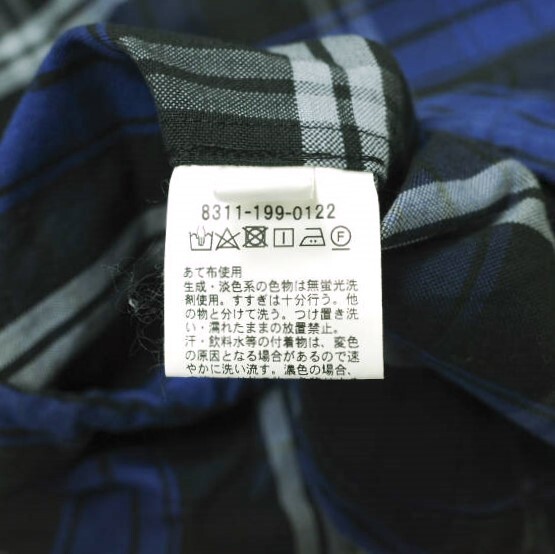 8311-199-0122
あて布使用
生成・淡色系の色物は無蛍光洗
剤使用。すすぎは十分行う。他
の物と分けて洗う。つけ置き洗
い・濡れたままの放置禁止。
汗・飲料水等の付着物は、変色
の原因となる場合があるので速
やかに洗い流す。濃色の場合、